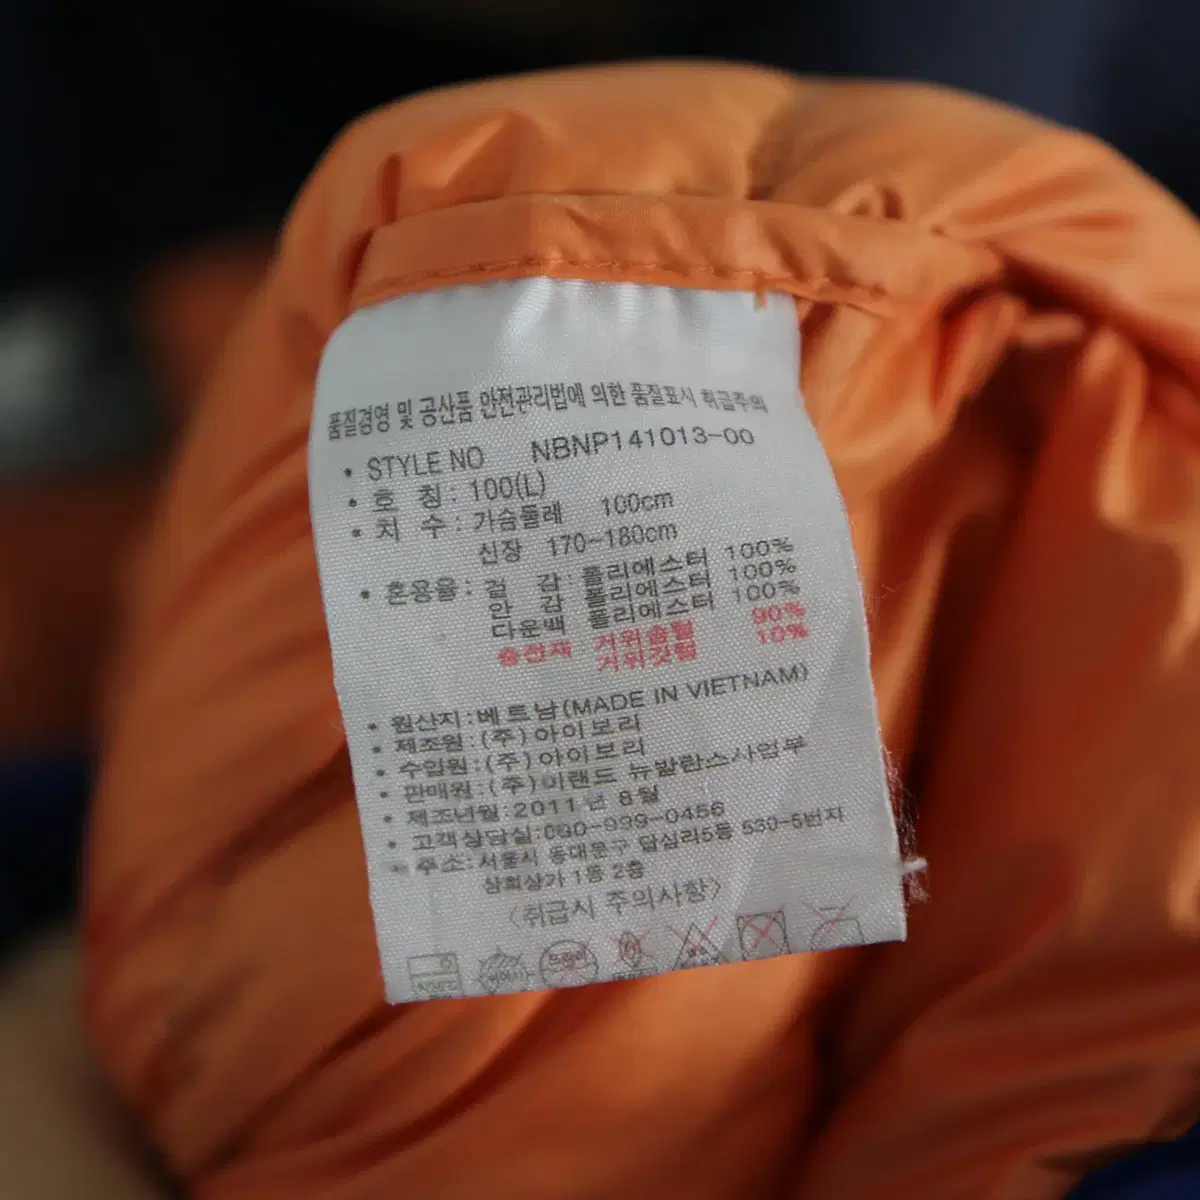 품질경영 및 공산품 안전관리법에 의한 품질표시 취급주의
• STYLE NO NBNP141013-00
• 호 칭 : 100(L)
• 치 수 : 가슴둘레 100cm
신장 170~180cm
• 혼용율 : 겉 감 : 폴리에스터 100%
안 감 폴리에스터 100%
다운백 폴리에스터 100%
충전재 거위솜털 90%
거위깃털 10%
• 원산지:베트남(MADE IN VIETNAM)
• 제조원:(주)아이보리
• 수입원:(주)아이보리
• 판매원:(주)이랜드 뉴발란스사업부
• 제조년월:2011년 8월
• 고객상담실:080-999-0456
• 주소:서울시 동대문구 답십리5동 530-5번지
삼희상가 1동 2층
〈취급시 주의사항〉
드라이